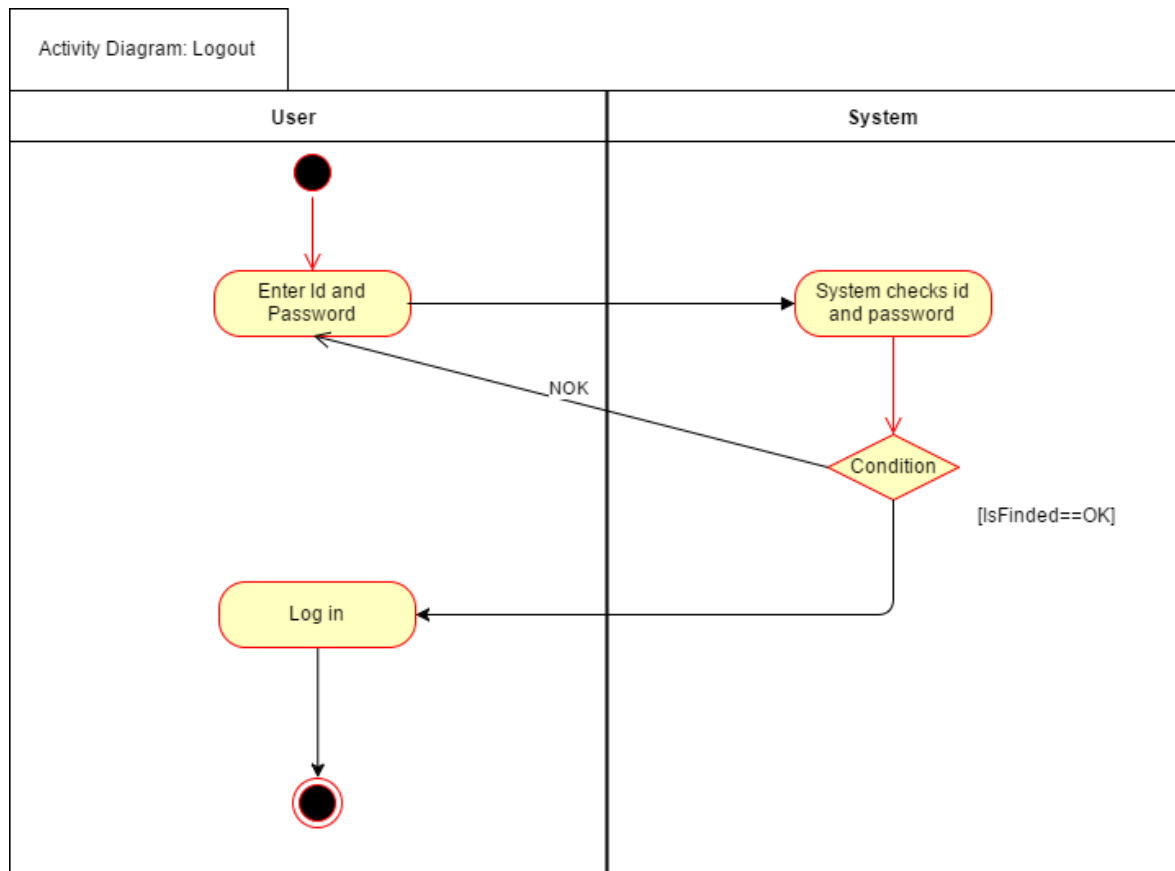 Activity Diagram: Logout
User
System
Enter Id and
Password
System checks id
and password
NOK
Condition
[IsFinded==OK]
Log in